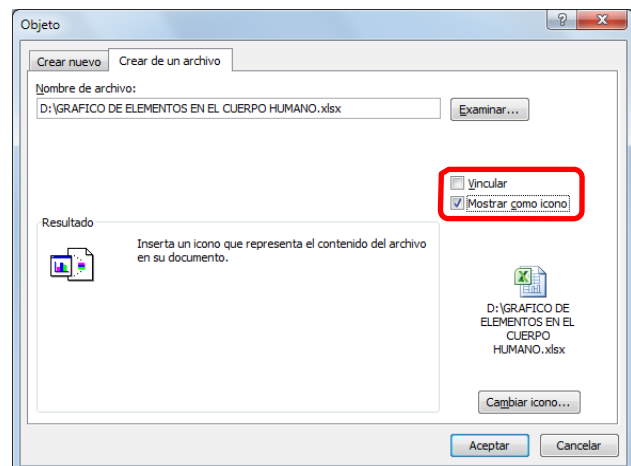 Objeto
Crear nuevo
Crear de un archivo
Nombre de archivo:
D:\GRAFICO DE ELEMENTOS EN EL CUERPO HUMANO.xlsx
Examinar...
Vincular
Mostrar como icono
Resultado
Inserta un icono que representa el contenido del archivo
en su documento.
D:\GRAFICO DE
ELEMENTOS EN EL
CUERPO
HUMANO.xlsx
Cambiar icono...
Aceptar
Cancelar